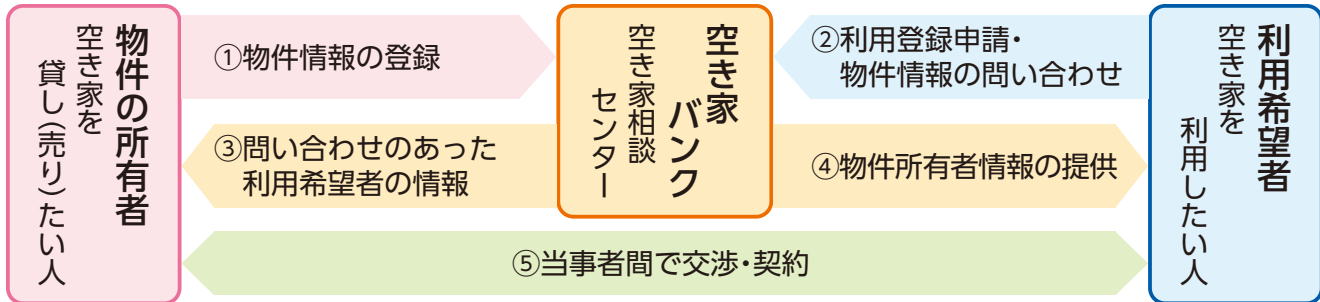 物件の所有者
空き家を
貸し（売り）たい人
①物件情報の登録
空き家
バンク
空き家相談
センター
②利用登録申請・
物件情報の問い合わせ
利用希望者
空き家を
利用したい人
③問い合わせのあった
利用希望者の情報
④物件所有者情報の提供
⑤当事者間で交渉・契約